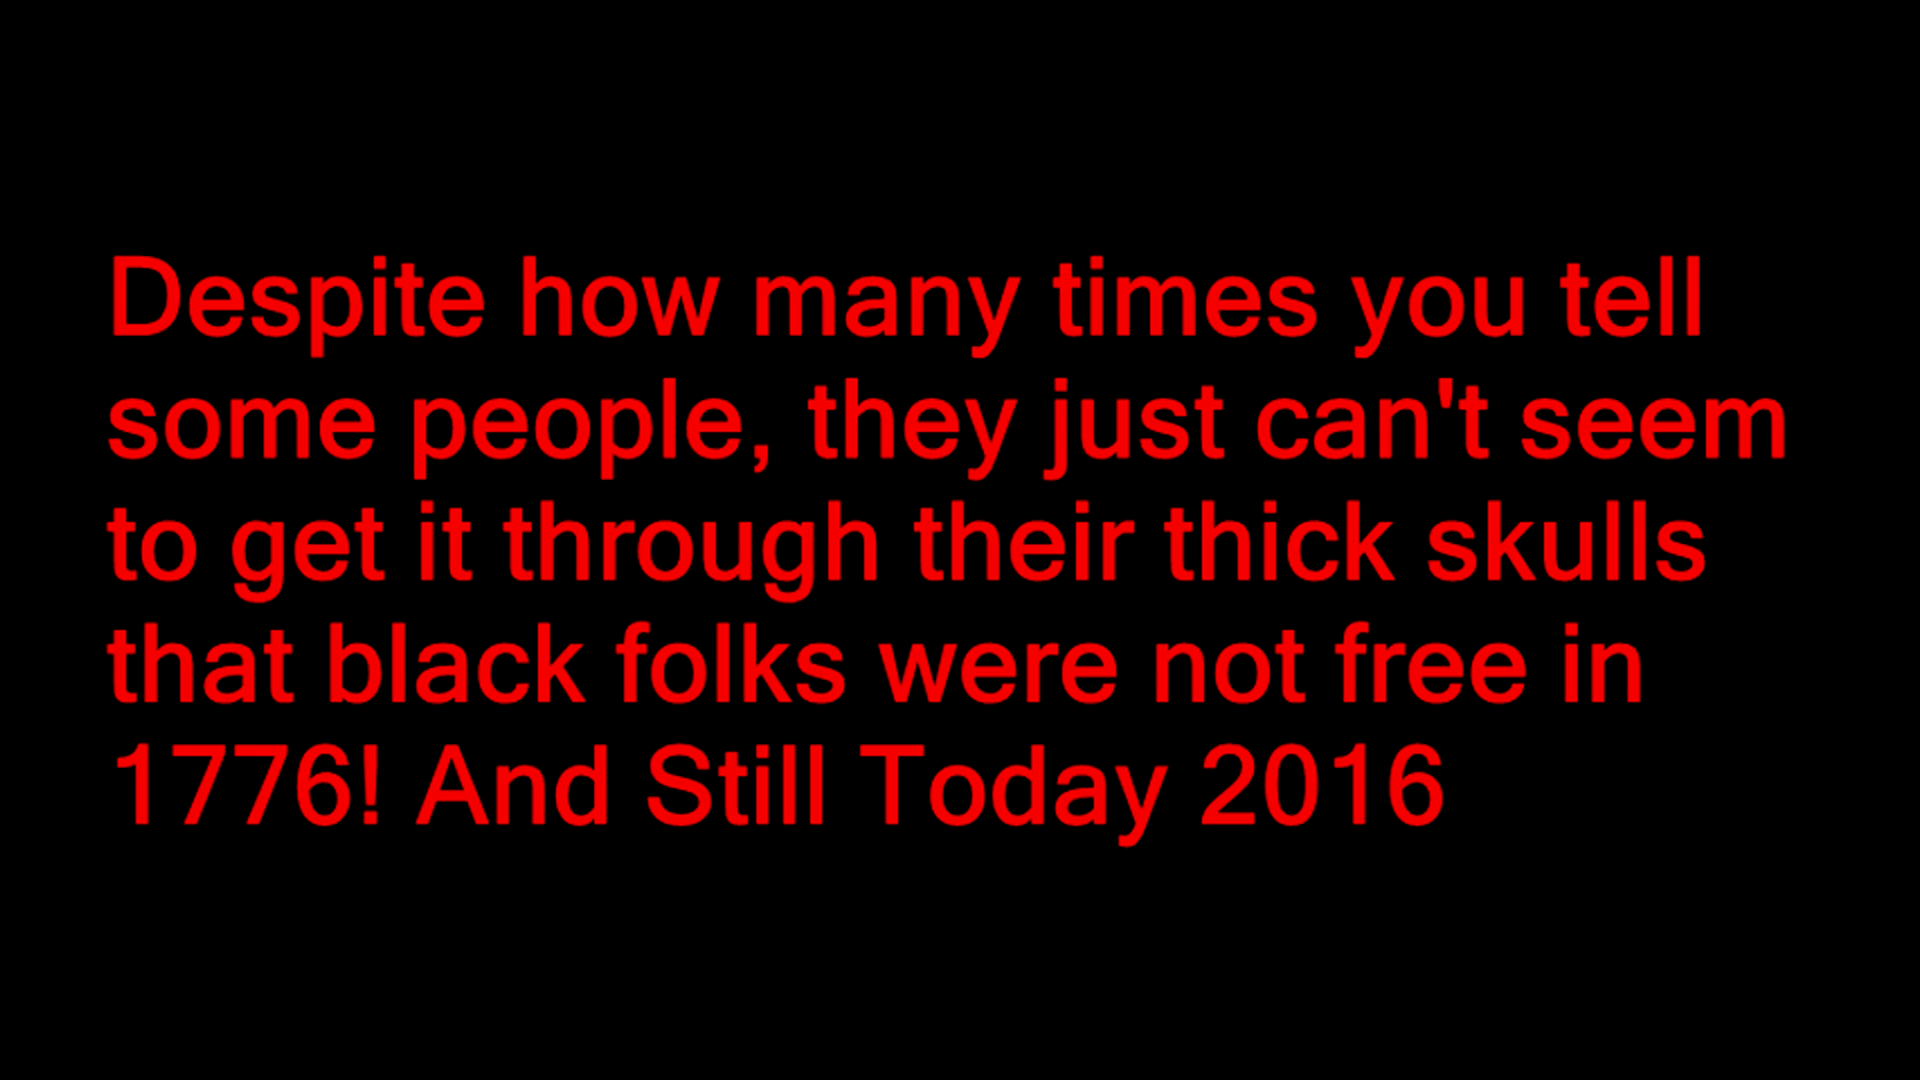 Despite how many times you tell
some people, they just can't seem
to get it through their thick skulls
that black folks were not free in
1776! And Still Today 2016